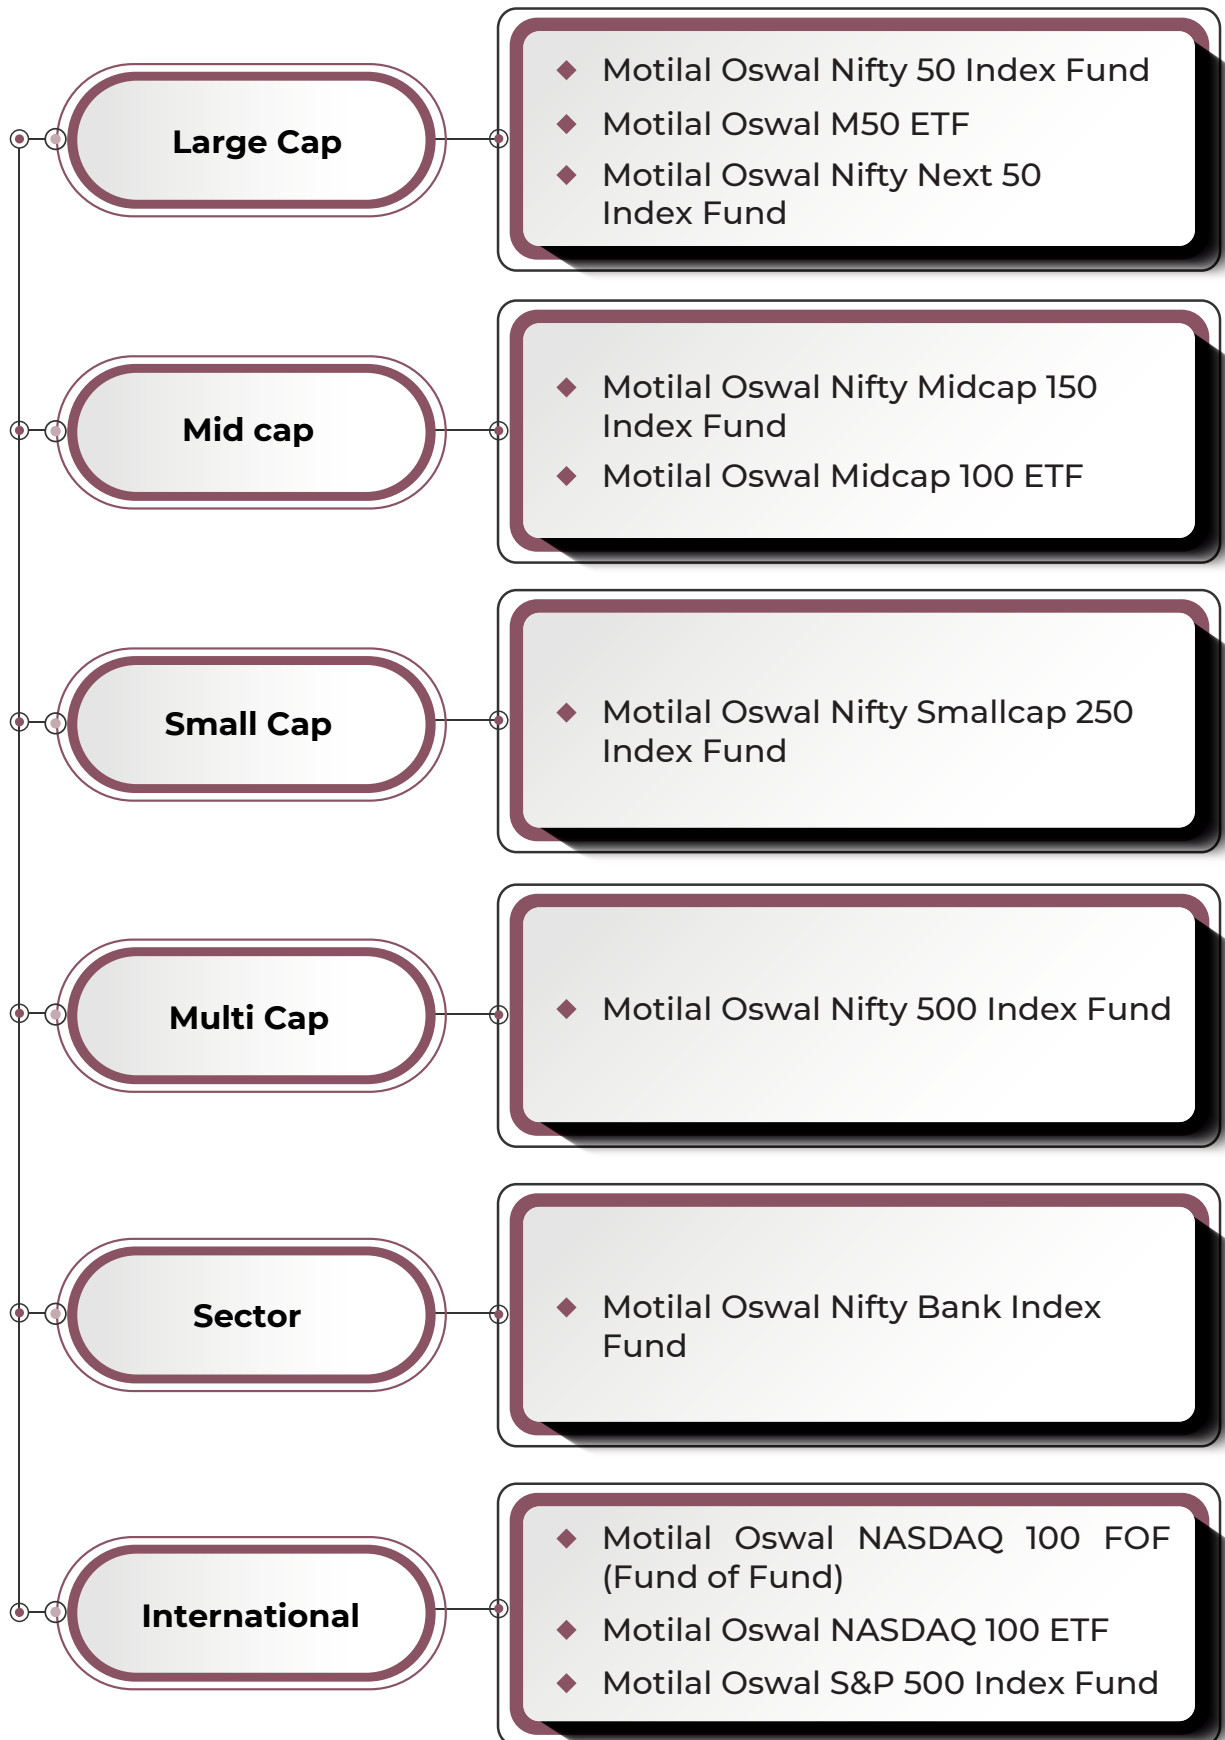 Large Cap
Motilal Oswal Nifty 50 Index Fund
Motilal Oswal M50 ETF
Motilal Oswal Nifty Next 50
Index Fund
Mid cap
Motilal Oswal Nifty Midcap 150
Index Fund
Motilal Oswal Midcap 100 ETF
Small Cap
Motilal Oswal Nifty Smallcap 250
Index Fund
Multi Cap
Motilal Oswal Nifty 500 Index Fund
Sector
Motilal Oswal Nifty Bank Index
Fund
International
Motilal Oswal NASDAQ 100 FOF
(Fund of Fund)
Motilal Oswal NASDAQ 100 ETF
Motilal Oswal S&P 500 Index Fund